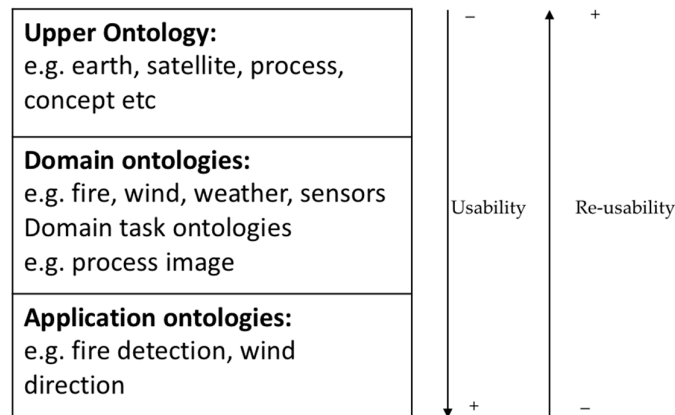 Upper Ontology:
e.g. earth, satellite, process,
concept etc
Domain ontologies:
e.g. fire, wind, weather, sensors
Domain task ontologies
e.g. process image
Application ontologies:
e.g. fire detection, wind
direction
–
+
Usability
Re-usability
+
–